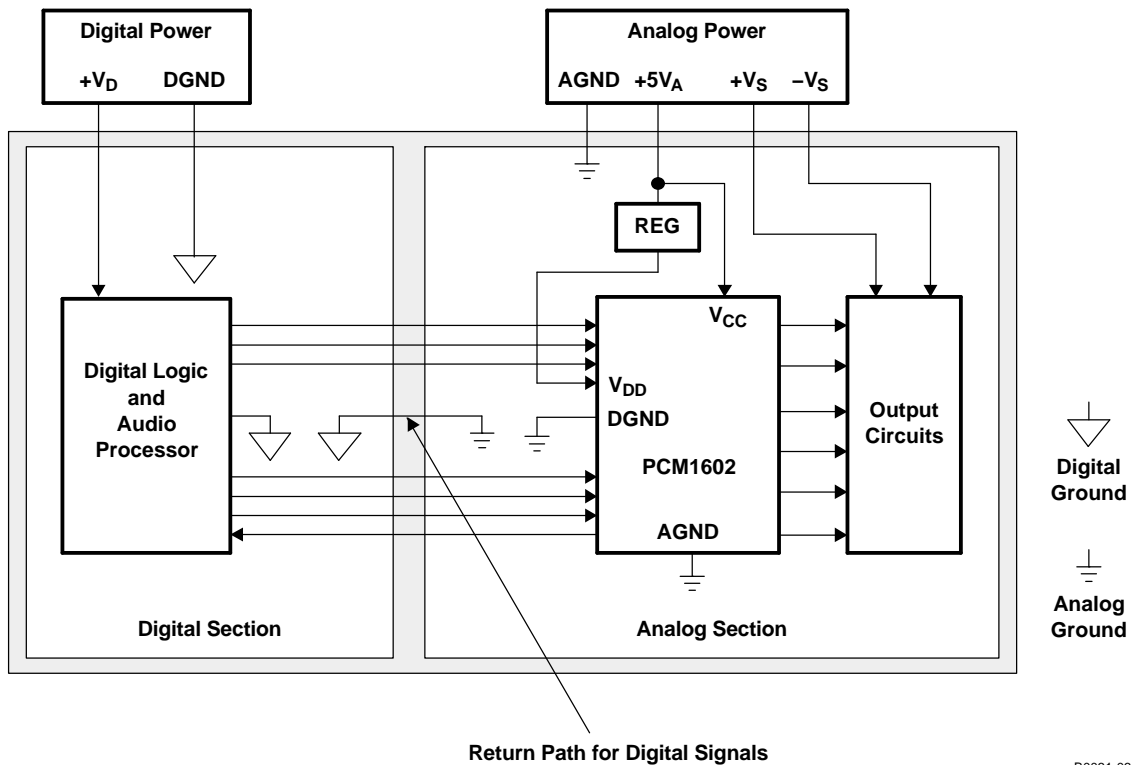 Digital Power
+VD DGND
Analog Power
AGND +5VA +VS –VS
REG
VCC
VDD
DGND
PCM1602
AGND
Digital Logic
and
Audio
Processor
Output
Circuits
Digital Section
Analog Section
Digital
Ground
Analog
Ground
Return Path for Digital Signals